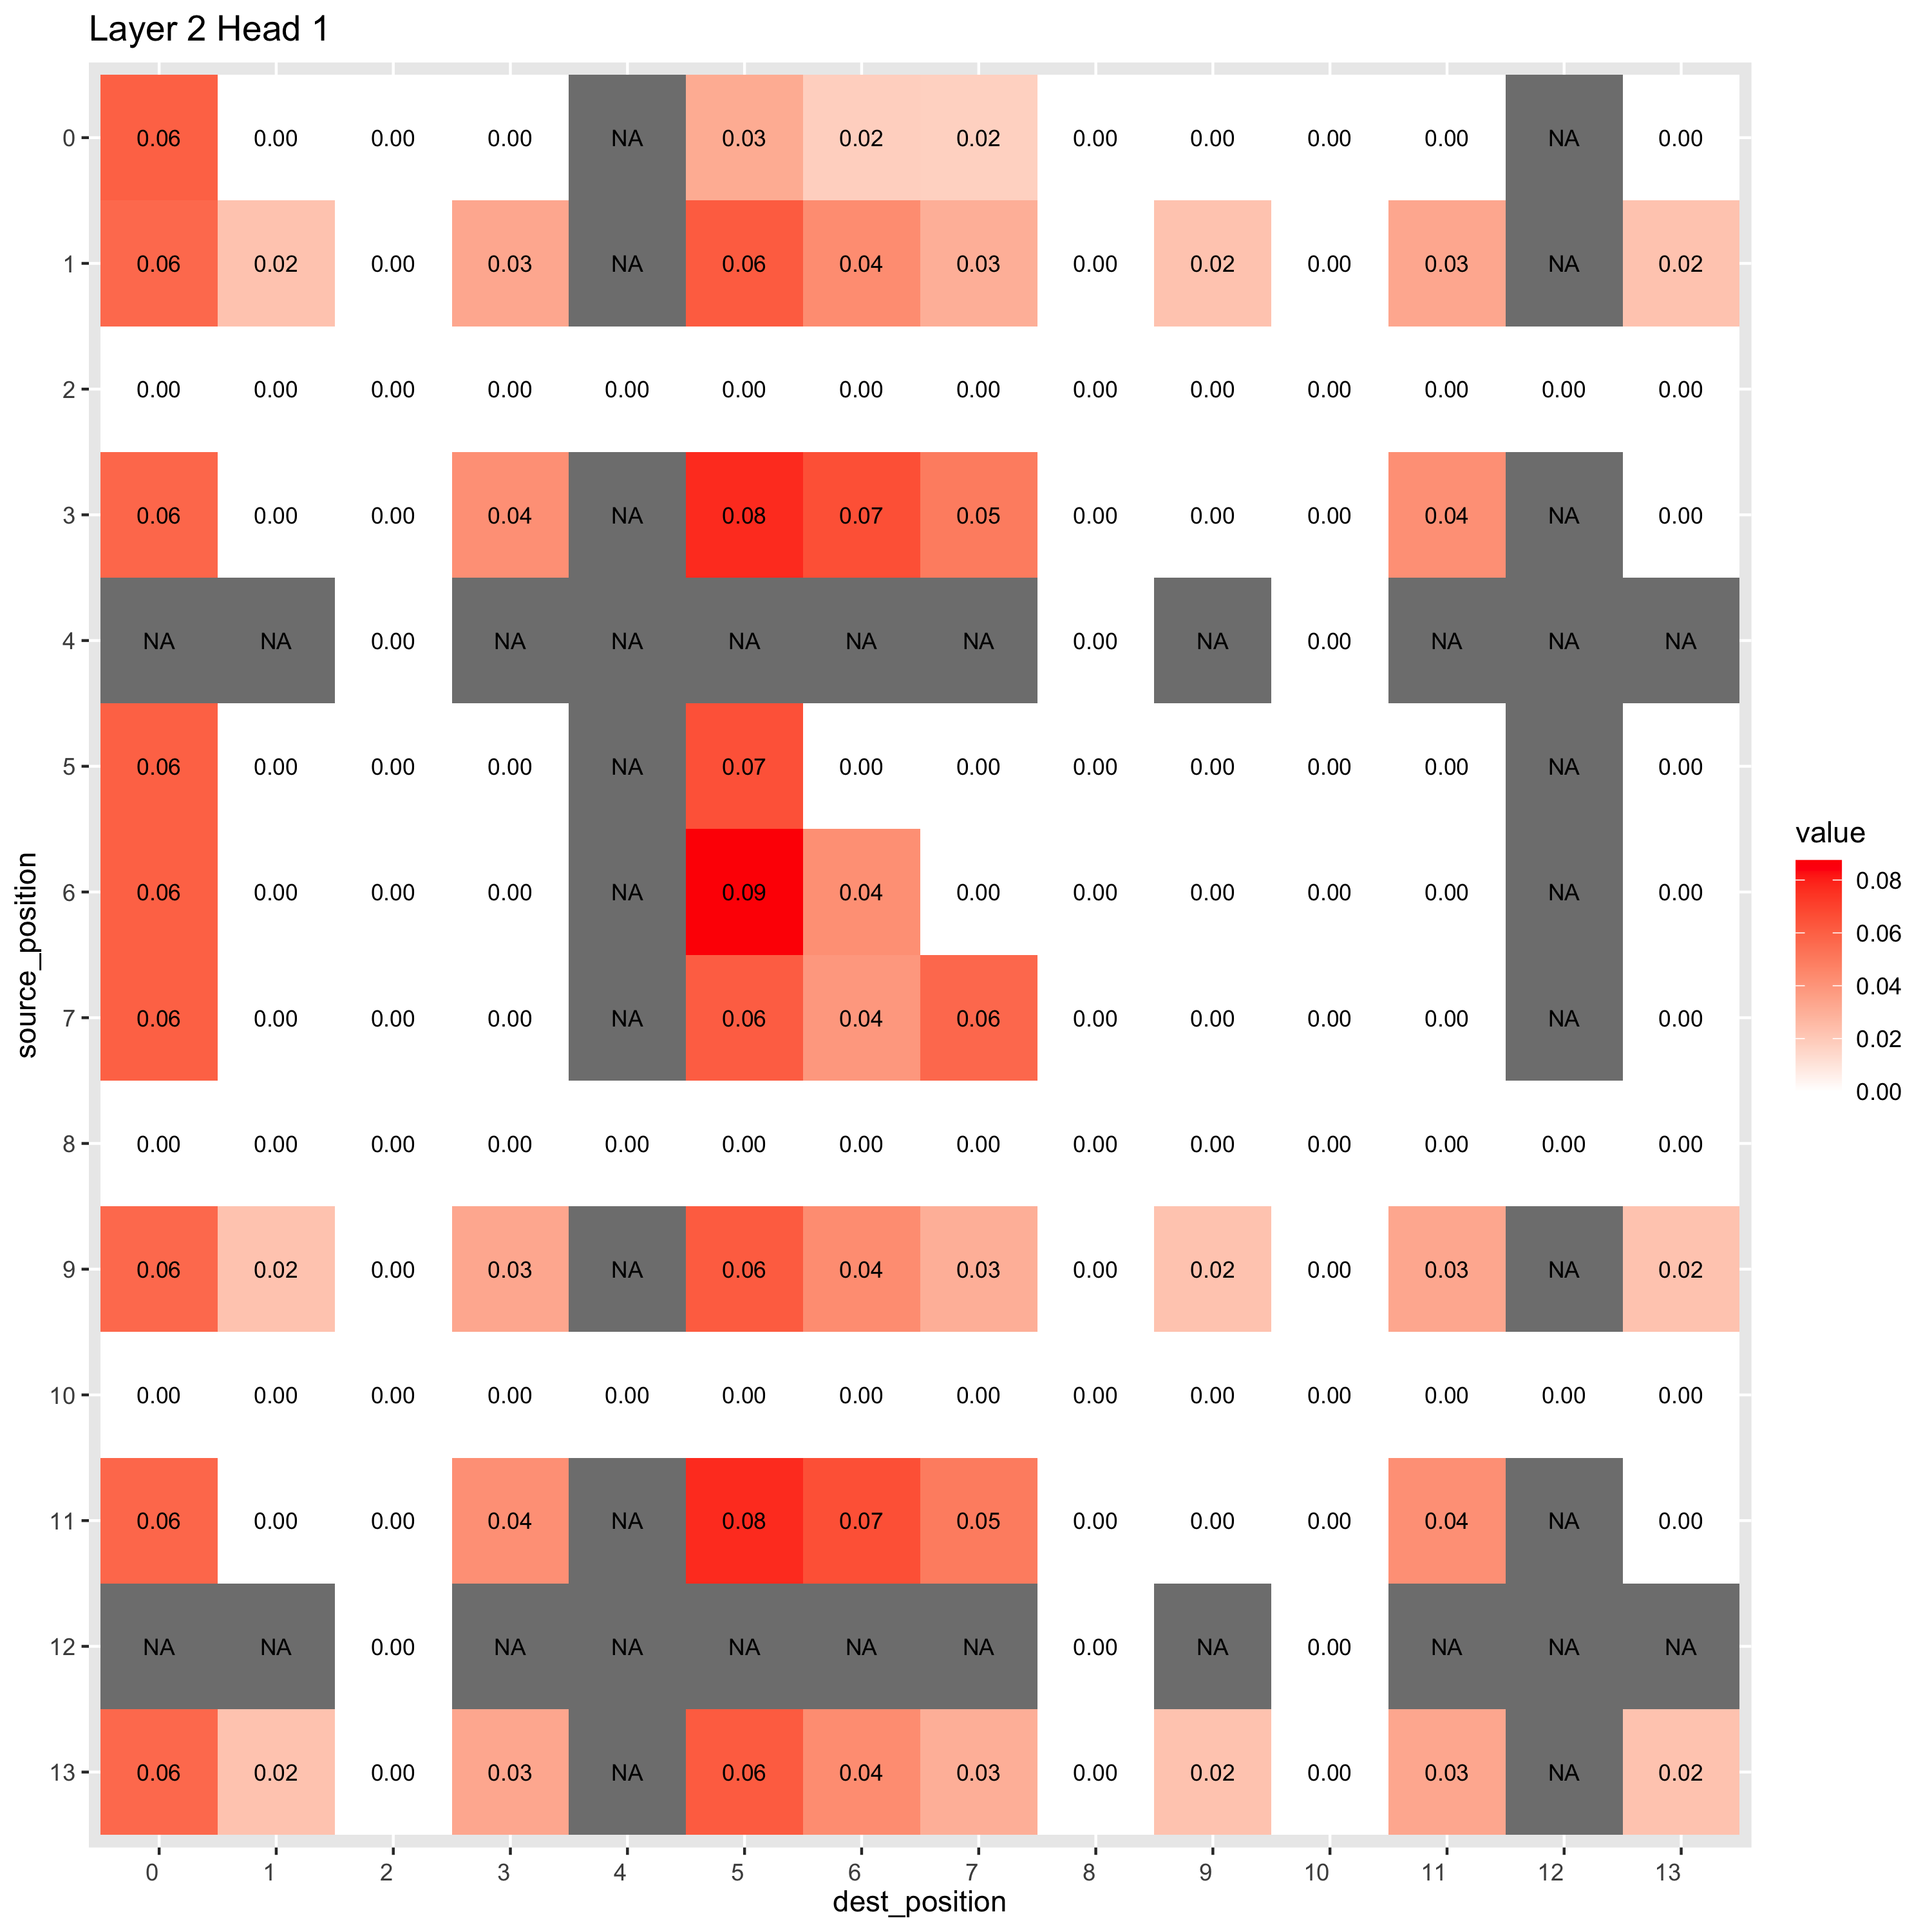 Layer 2 Head 1
0 0.06 0.00 0.00 0.00 NA 0.03 0.02 0.02 0.00 0.00 0.00 0.00 NA 0.00
1 0.06 0.02 0.00 0.03 NA 0.06 0.04 0.03 0.00 0.02 0.00 0.03 NA 0.02
2 0.00 0.00 0.00 0.00 0.00 0.00 0.00 0.00 0.00 0.00 0.00 0.00 0.00 0.00
3 0.06 0.00 0.00 0.04 NA 0.08 0.07 0.05 0.00 0.00 0.00 0.04 NA 0.00
4 NA NA 0.00 NA NA NA NA NA 0.00 NA 0.00 NA NA NA
5 0.06 0.00 0.00 0.00 NA 0.07 0.00 0.00 0.00 0.00 0.00 0.00 NA 0.00
6 0.06 0.00 0.00 0.00 NA 0.09 0.04 0.00 0.00 0.00 0.00 0.00 NA 0.00
7 0.06 0.00 0.00 0.00 NA 0.06 0.04 0.06 0.00 0.00 0.00 0.00 NA 0.00
8 0.00 0.00 0.00 0.00 0.00 0.00 0.00 0.00 0.00 0.00 0.00 0.00 0.00 0.00
9 0.06 0.02 0.00 0.03 NA 0.06 0.04 0.03 0.00 0.02 0.00 0.03 NA 0.02
10 0.00 0.00 0.00 0.00 0.00 0.00 0.00 0.00 0.00 0.00 0.00 0.00 0.00 0.00
11 0.06 0.00 0.00 0.04 NA 0.08 0.07 0.05 0.00 0.00 0.00 0.04 NA 0.00
12 NA NA 0.00 NA NA NA NA NA 0.00 NA 0.00 NA NA NA
13 0.06 0.02 0.00 0.03 NA 0.06 0.04 0.03 0.00 0.02 0.00 0.03 NA 0.02
0 1 2 3 4 5 6 7 8 9 10 11 12 13
dest_position
source_position
value
0.08
0.06
0.04
0.02
0.00